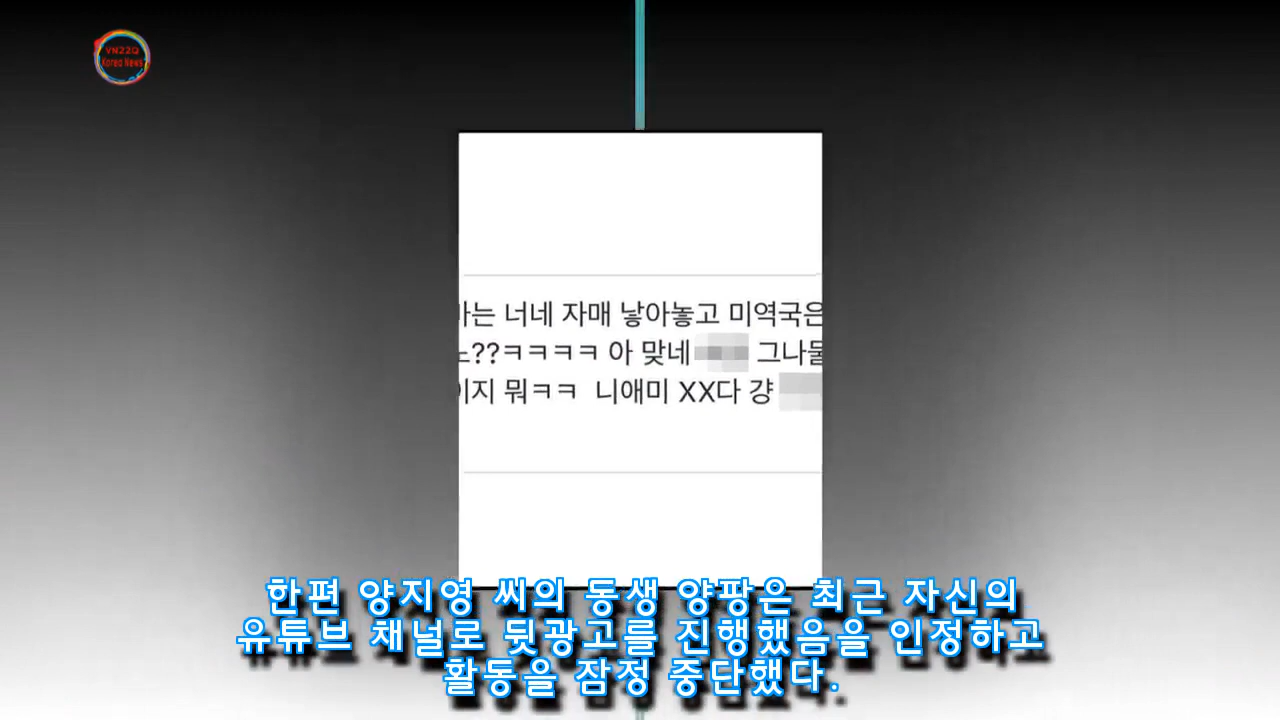 VN22Q
Korea News
는 너네 자매 낳아놓고 미역국은
??ㅋㅋㅋㅋ 아 맞네 그나물
이지 뭐ㅋㅋ 니애미 XX다 걍
한편 양지영 씨의 동생 양팡은 최근 자신의
유튜브 채널로 뒷광고를 진행했음을 인정하고
활동을 잠정 중단했다.